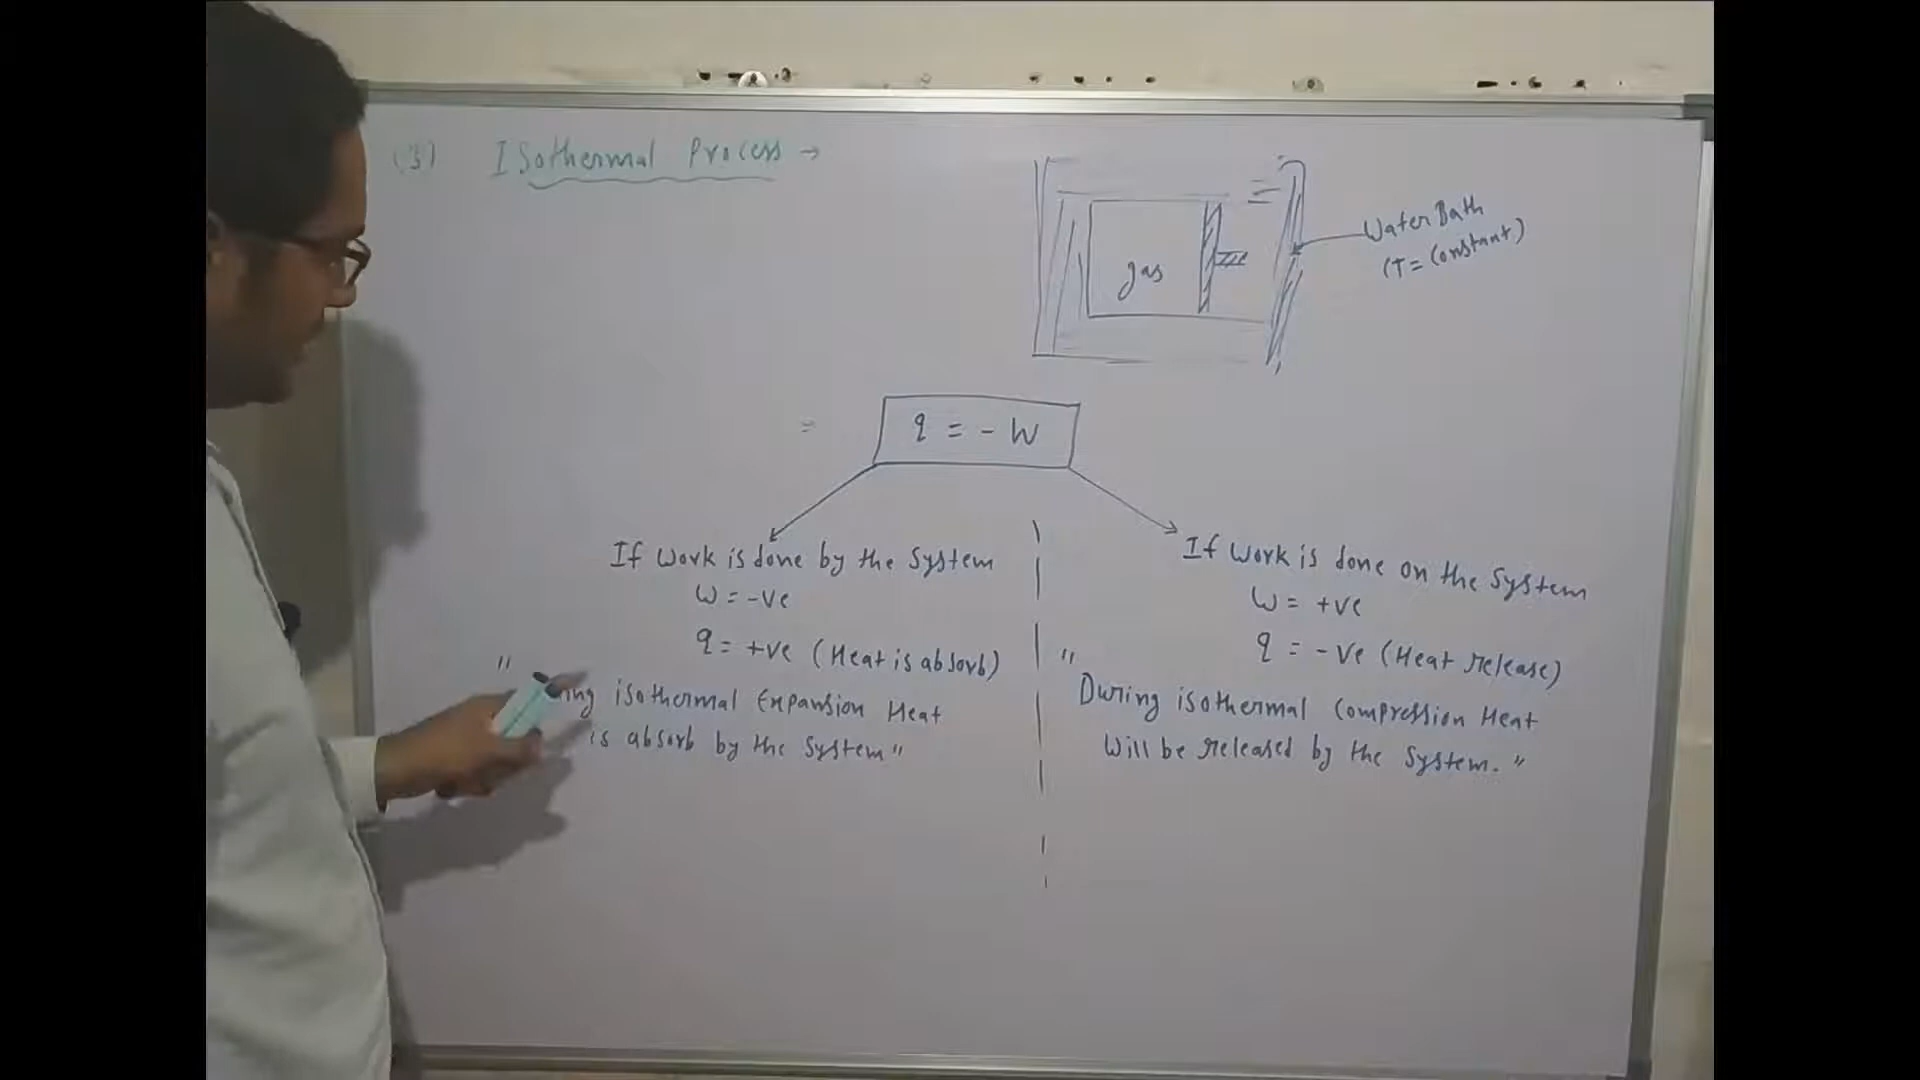 (3) Isothermal Process →
Water Bath
(T = Constant)
gas
= q = - W
If work is done by the System
W = -ve
q = +ve (Heat is absorb)
" isothermal Expansion Heat
is absorb by the System"
If work is done on the System
W = +ve
q = -ve (Heat release)
"
During isothermal Compression Heat
Will be released by the System."